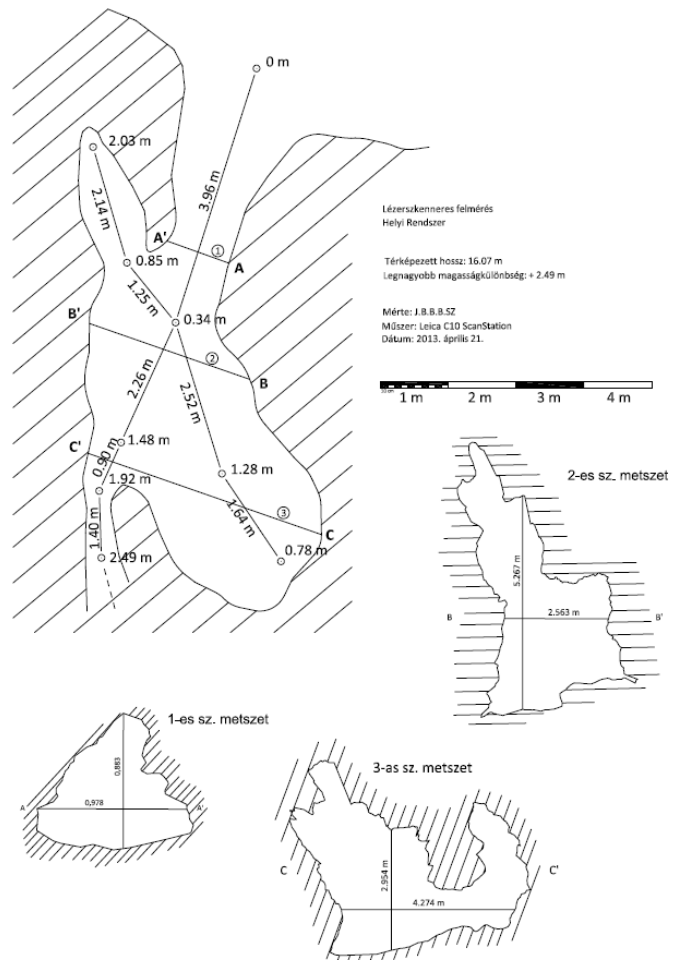 0 m
2.03 m
3.96 m
2.14 m
A'
1
A
0.85 m
1.25 m
B'
0.34 m
2
B
2.26 m
2.52 m
C'
1.48 m
0.90 m
1.92 m
1.28 m
3
C
1.64 m
1.40 m
2.49 m
0.78 m
Lézerszkenneres felmérés
Helyi Rendszer
Térképezett hossz: 16.07 m
Legnagyobb magasságkülönbség: + 2.49 m
Mérte: J.B.B.B.SZ
Műszer: Leica C10 ScanStation
Dátum: 2013. április 21.
1 m 2 m 3 m 4 m
2-es sz. metszet
5.267 m
2.563 m
B B'
1-es sz. metszet
0,883
0,978
A A'
3-as sz. metszet
2.954 m
4.274 m
C C'